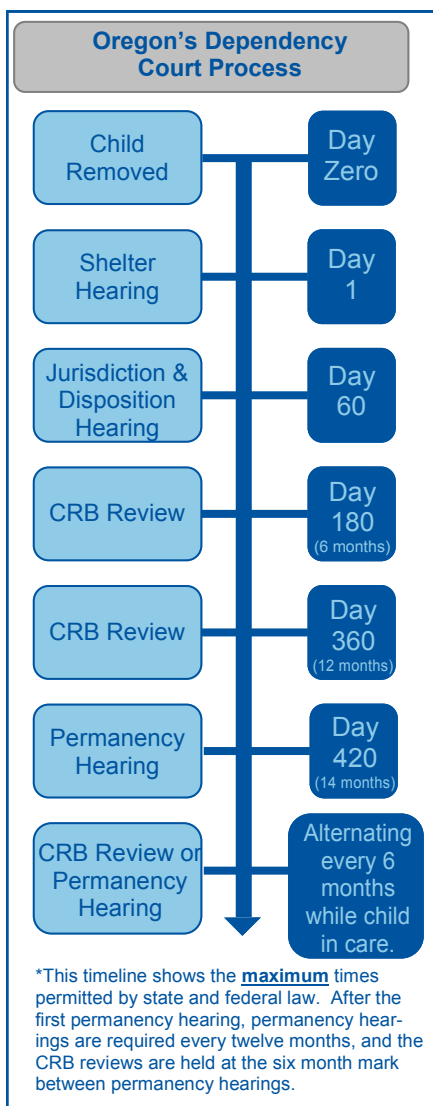 Oregon's Dependency
Court Process
Child
Removed
Day
Zero
Shelter
Hearing
Day
1
Jurisdiction &
Disposition
Hearing
Day
60
CRB Review
Day
180
(6 months)
CRB Review
Day
360
(12 months)
Permanency
Hearing
Day
420
(14 months)
CRB Review or
Permanency
Hearing
Alternating
every 6
months
while child
in care.
*This timeline shows the maximum times
permitted by state and federal law.  After the
first permanency hearing, permanency hear-
ings are required every twelve months, and the
CRB reviews are held at the six month mark
between permanency hearings.